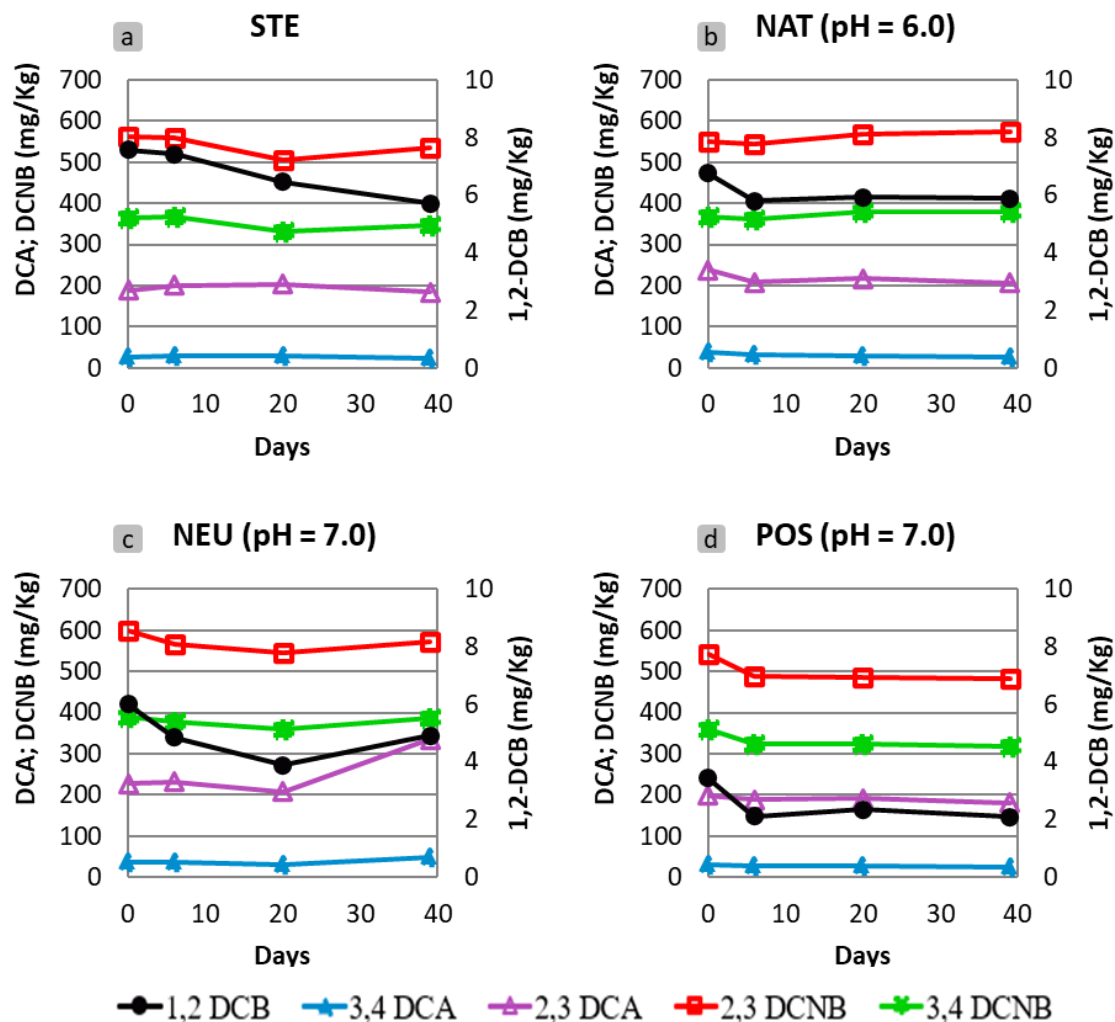 a STE
DCA; DCNB (mg/Kg)
700
600
500
400
300
200
100
0
10
8
6
4
2
0
1,2-DCB (mg/Kg)
0 10 20 30 40
Days
b NAT (pH = 6.0)
DCA; DCNB (mg/Kg)
700
600
500
400
300
200
100
0
10
8
6
4
2
0
1,2-DCB (mg/Kg)
0 10 20 30 40
Days
c NEU (pH = 7.0)
DCA; DCNB (mg/Kg)
700
600
500
400
300
200
100
0
10
8
6
4
2
0
1,2-DCB (mg/Kg)
0 10 20 30 40
Days
d POS (pH = 7.0)
DCA; DCNB (mg/Kg)
700
600
500
400
300
200
100
0
10
8
6
4
2
0
1,2-DCB (mg/Kg)
0 10 20 30 40
Days
1,2 DCB 3,4 DCA 2,3 DCA 2,3 DCNB 3,4 DCNB